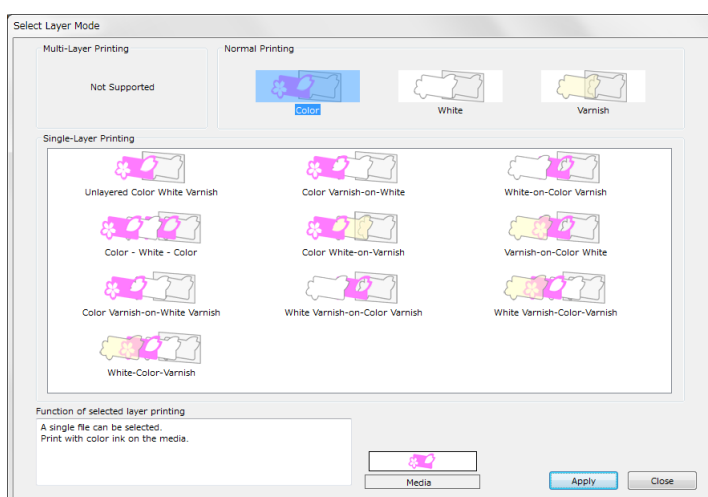 Select Layer Mode
Multi-Layer Printing
Normal Printing
Not Supported
Color
White
Varnish
Single-Layer Printing
Unlayered Color White Varnish
Color Varnish-on-White
White-on-Color Varnish
Color - White - Color
Color White-on-Varnish
Varnish-on-Color White
Color Varnish-on-White Varnish
White Varnish-on-Color Varnish
White Varnish-Color-Varnish
White-Color-Varnish
Function of selected layer printing
A single file can be selected.
Print with color ink on the media.
Media
Apply
Close